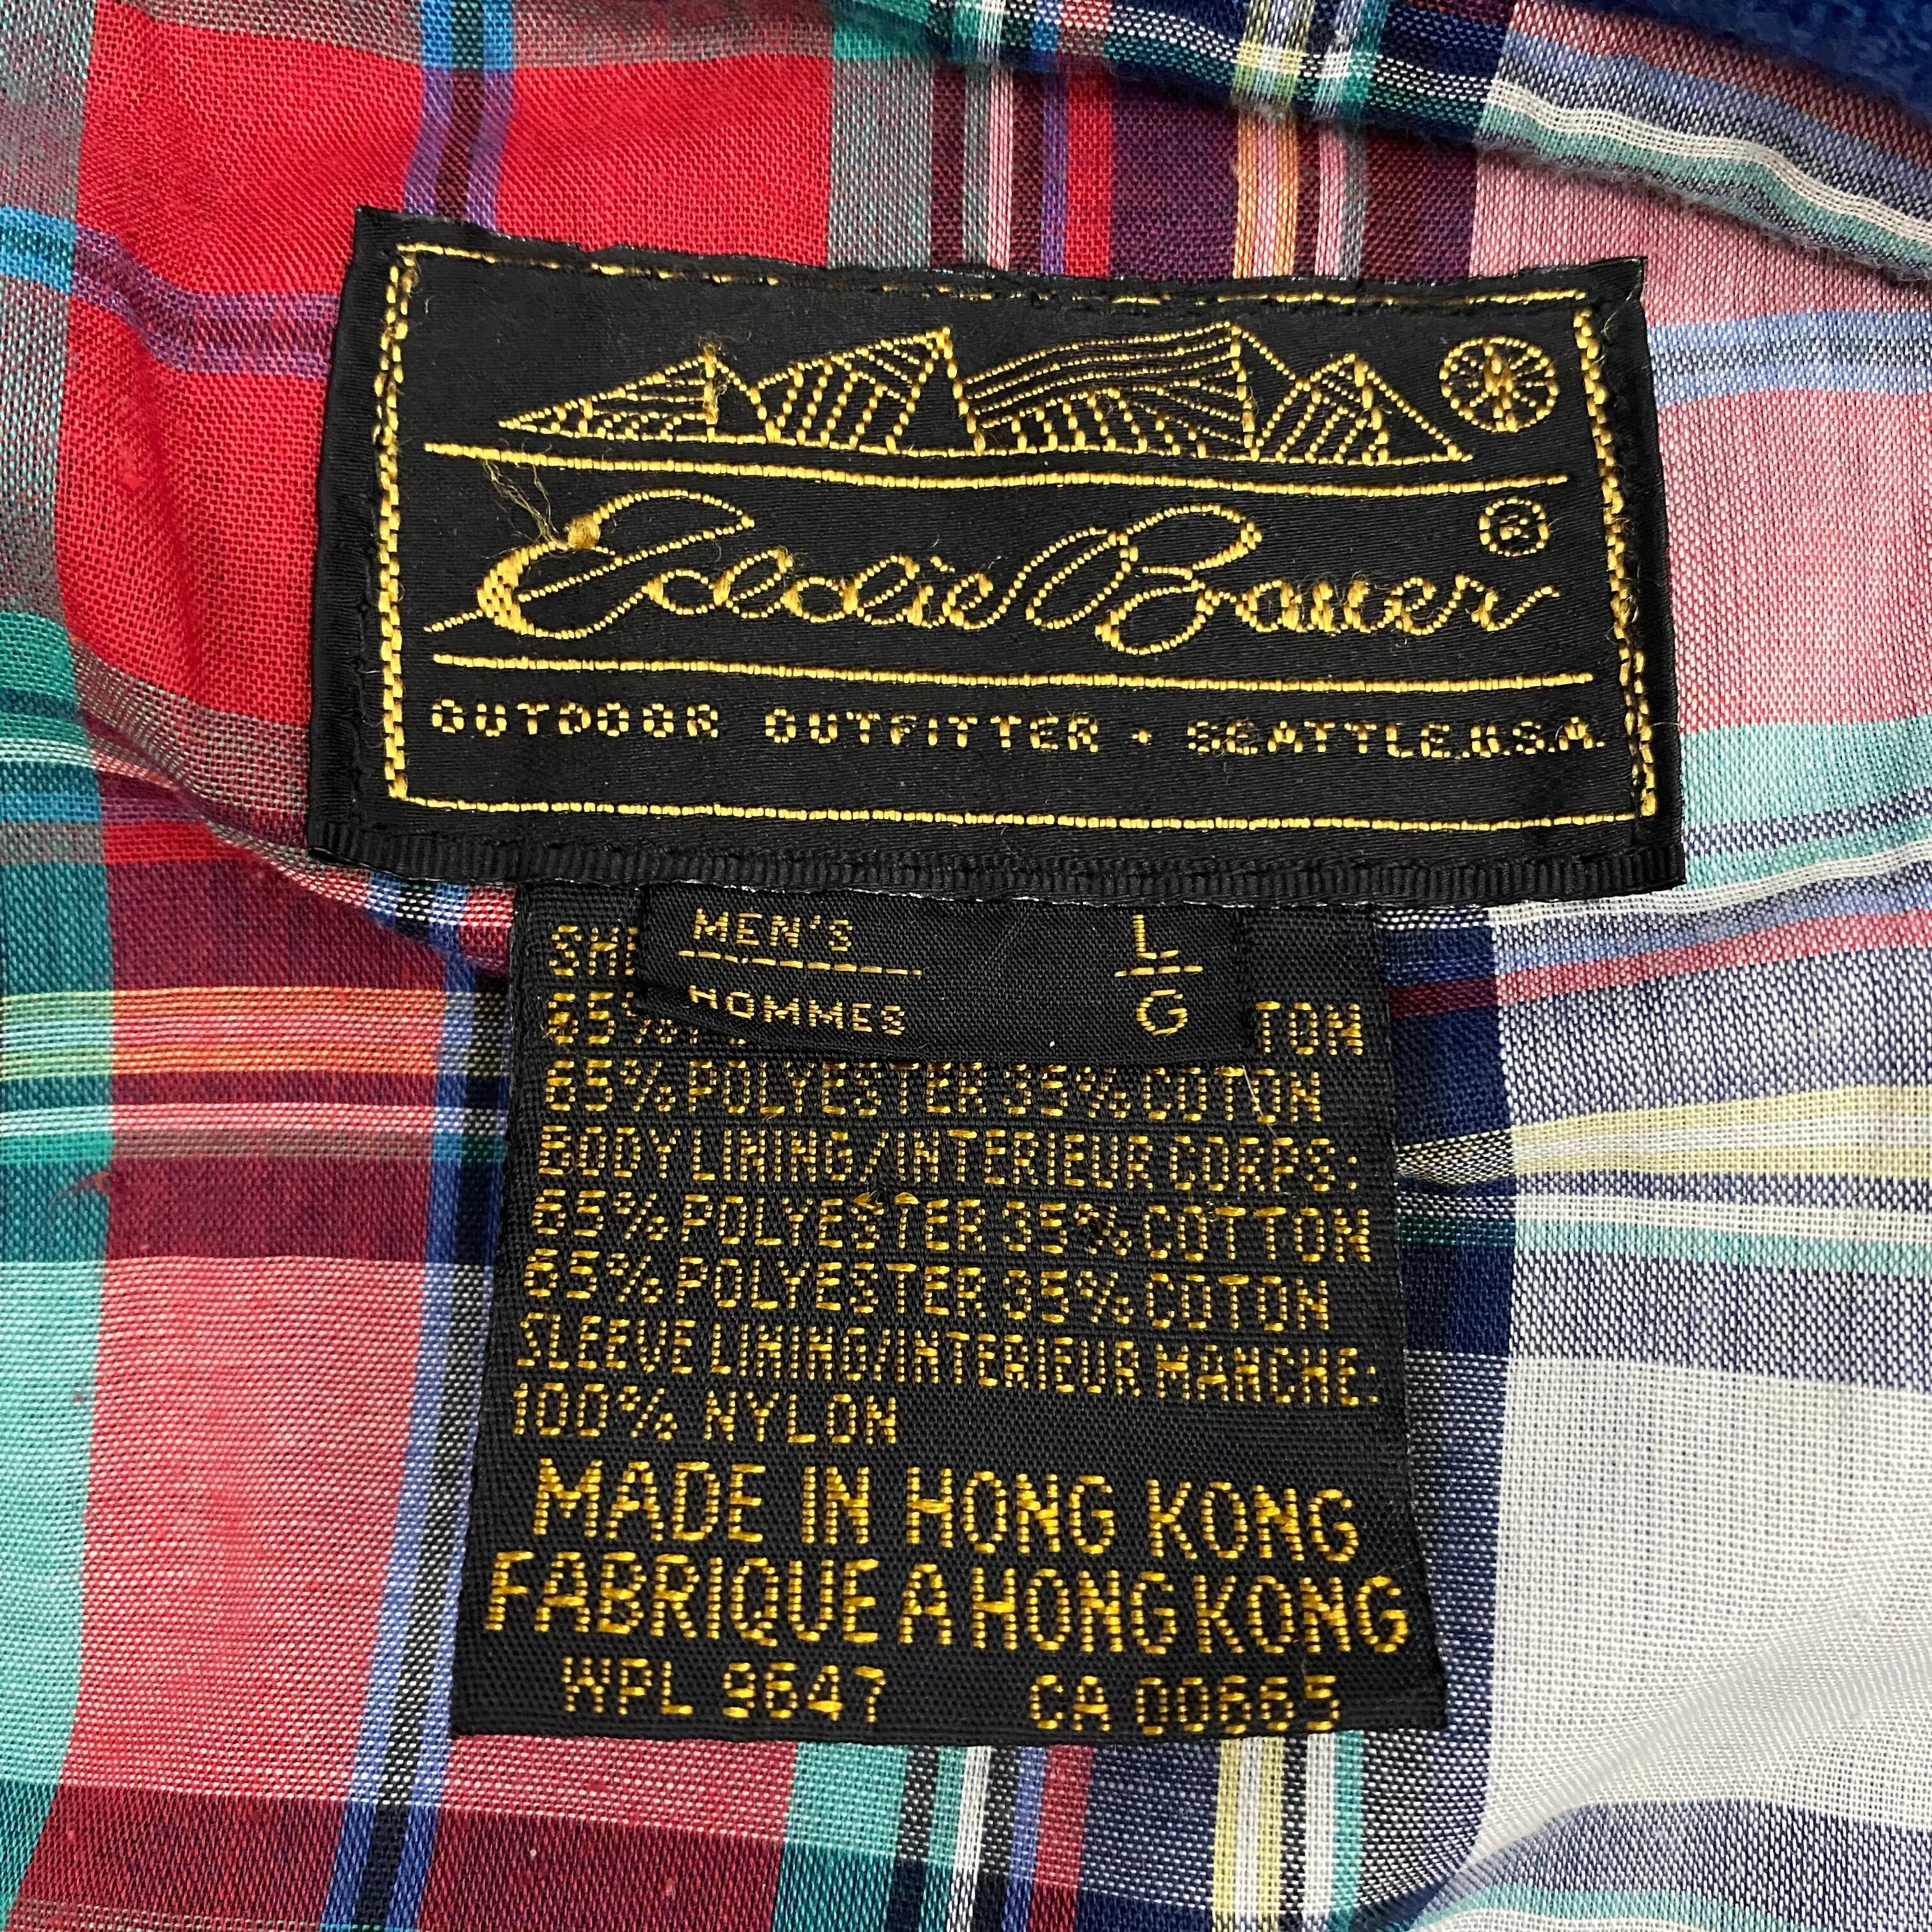 Eddie Bauer ®
OUTDOOR OUTFITTER • SEATTLE, U.S.A.
MEN'S L
HOMMES G
65%
65% POLYESTER 35% COTON
BODY LINING/INTERIEUR CORPS:
65% POLYESTER 35% COTTON
65% POLYESTER 35% COTON
SLEEVE LINING/INTERIEUR MANCHE:
100% NYLON
MADE IN HONG KONG
FABRIQUE A HONG KONG
WPL 9647 CA 00665